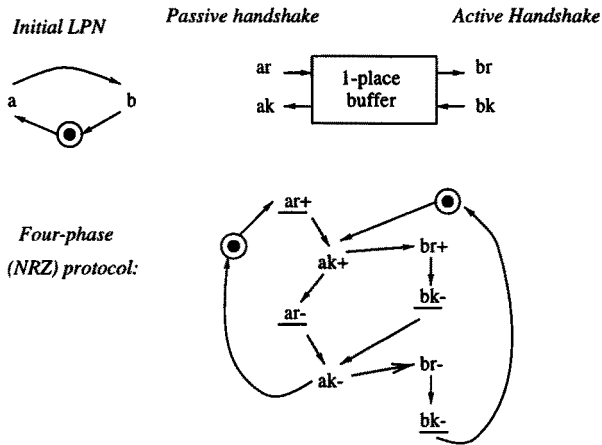 Initial LPN
Passive handshake
Active Handshake
a
b
ar
ak
1-place
buffer
br
bk
Four-phase
(NRZ) protocol:
ar+
ak+
br+
bk-
ar-
ak-
br-
bk-